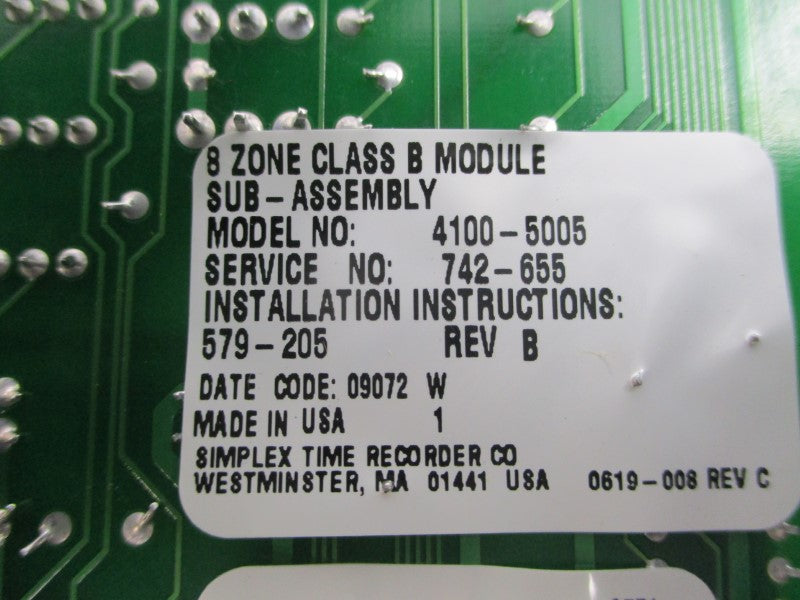 8 ZONE CLASS B MODULE
SUB-ASSEMBLY
MODEL NO: 4100-5005
SERVICE NO: 742-655
INSTALLATION INSTRUCTIONS:
579-205 REV B
DATE CODE: 09072 W
MADE IN USA 1
SIMPLEX TIME RECORDER CO
WESTMINSTER, MA 01441 USA 0619-008 REV C